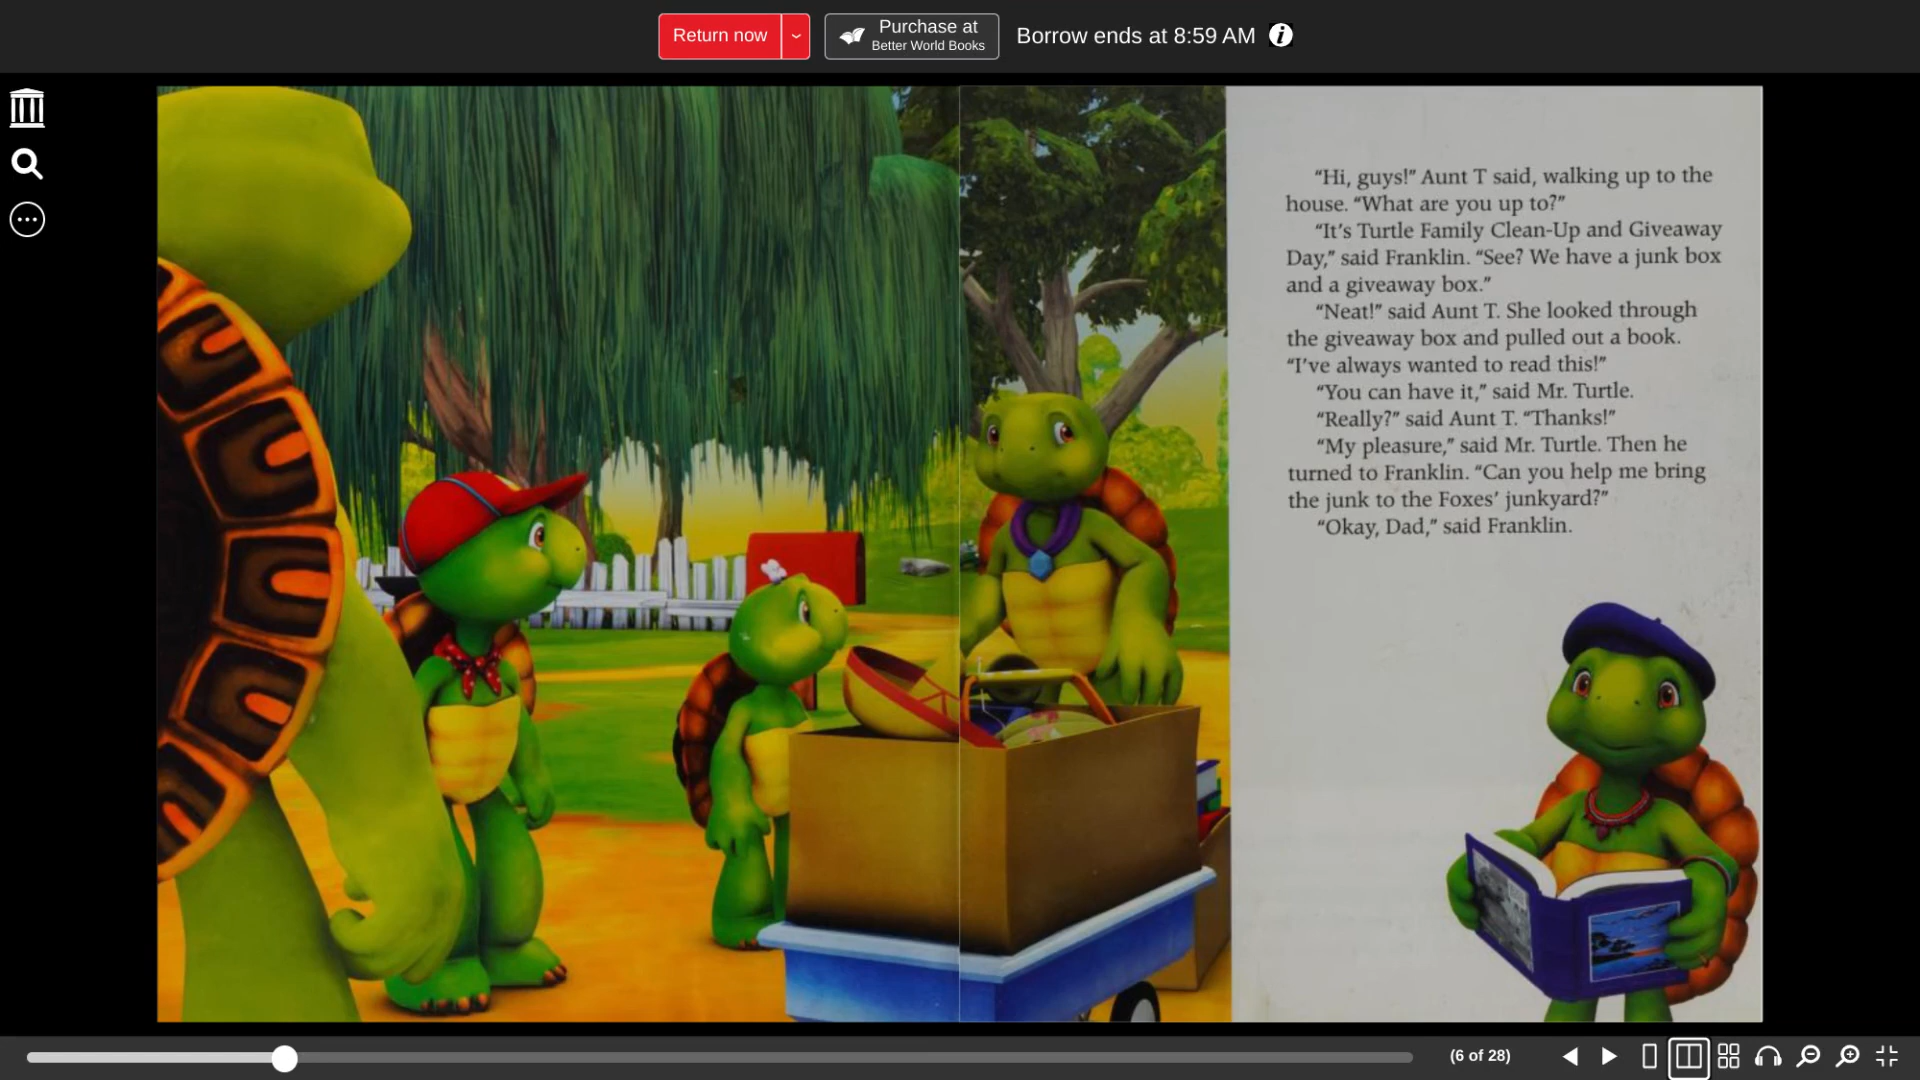 Return now
Purchase at
Better World Books
Borrow ends at 8:59 AM
“Hi, guys!” Aunt T said, walking up to the
house. “What are you up to?”
“It’s Turtle Family Clean-Up and Giveaway
Day,” said Franklin. “See? We have a junk box
and a giveaway box.”
“Neat!” said Aunt T. She looked through
the giveaway box and pulled out a book.
“I’ve always wanted to read this!”
“You can have it,” said Mr. Turtle.
“Really?” said Aunt T. “Thanks!”
“My pleasure,” said Mr. Turtle. Then he
turned to Franklin. “Can you help me bring
the junk to the Foxes’ junkyard?”
“Okay, Dad,” said Franklin.
(6 of 28)